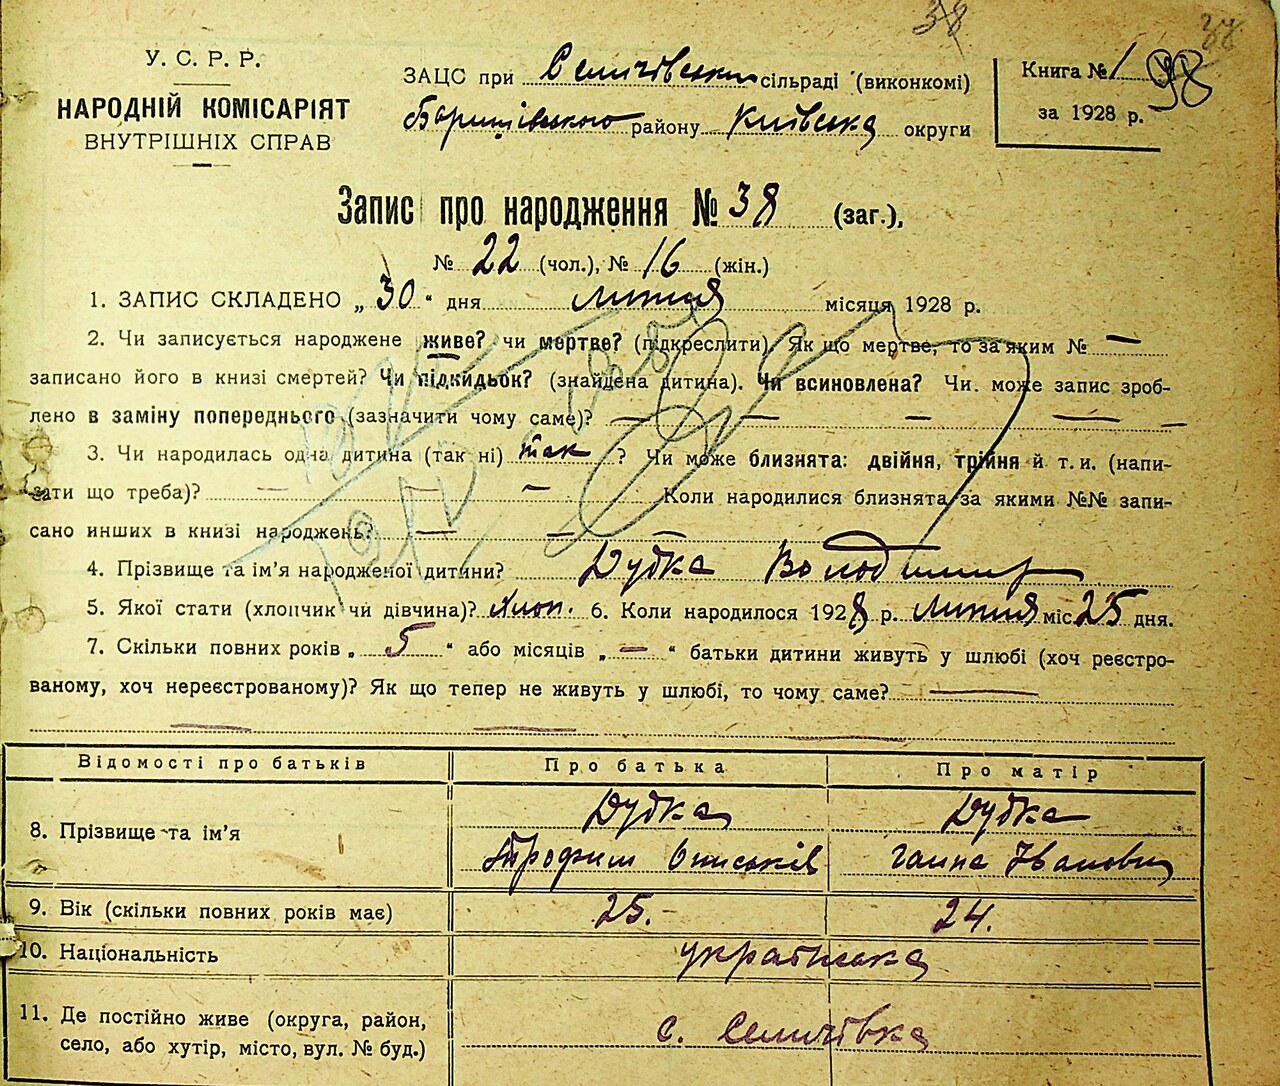 38
38
У. С. Р. Р.
НАРОДНІЙ КОМІСАРІЯТ
ВНУТРІШНІХ СПРАВ
ЗАЦС при Селичівський сільраді (виконкомі)
Баришівського району Київська округи
Книга № 1 98
за 1928 р.
Запис про народження № 38 (заг.),
№ 22 (чол.), № 16 (жін.)
1. ЗАПИС СКЛАДЕНО „ 30 " дня липня місяця 1928 р.
2. Чи записується народжене живе? чи мертве? (підкреслити). Як що мертве, то за яким № —
записано його в книзі смертей? Чи підкидьок? (знайдена дитина). Чи всиновлена? Чи може запис зроб-
лено в заміну попереднього (зазначити чому саме)? — — — — —
3. Чи народилась одна дитина (так ні) так ? Чи може близнята: двійня, трійня й т. и. (напи-
зати що треба)? — — — Коли народилися близнята за якими №№ запи-
сано инших в книзі народжень? — —
4. Прізвище та ім'я народженої дитини? Дудка Володимир
5. Якої стати (хлопчик чи дівчина)? хлоп. 6. Коли народилося 1928 р. липня міс. 25 дня.
7. Скільки повних років „ 5 " або місяців „ — " батьки дитини живуть у шлюбі (хоч реєстро-
ваному, хоч нереєстрованому)? Як що тепер не живуть у шлюбі, то чому саме? —
— — —
Відомості про батьків Про батька Про матір
Дудка Дудка
8. Прізвище та ім'я
Трофим Ониськів Ганна Івановна
9. Вік (скільки повних років має) 25. 24.
10. Національність українська
11. Де постійно живе (округа, район,
село, або хутір, місто, вул. № буд.) с. Селичівка